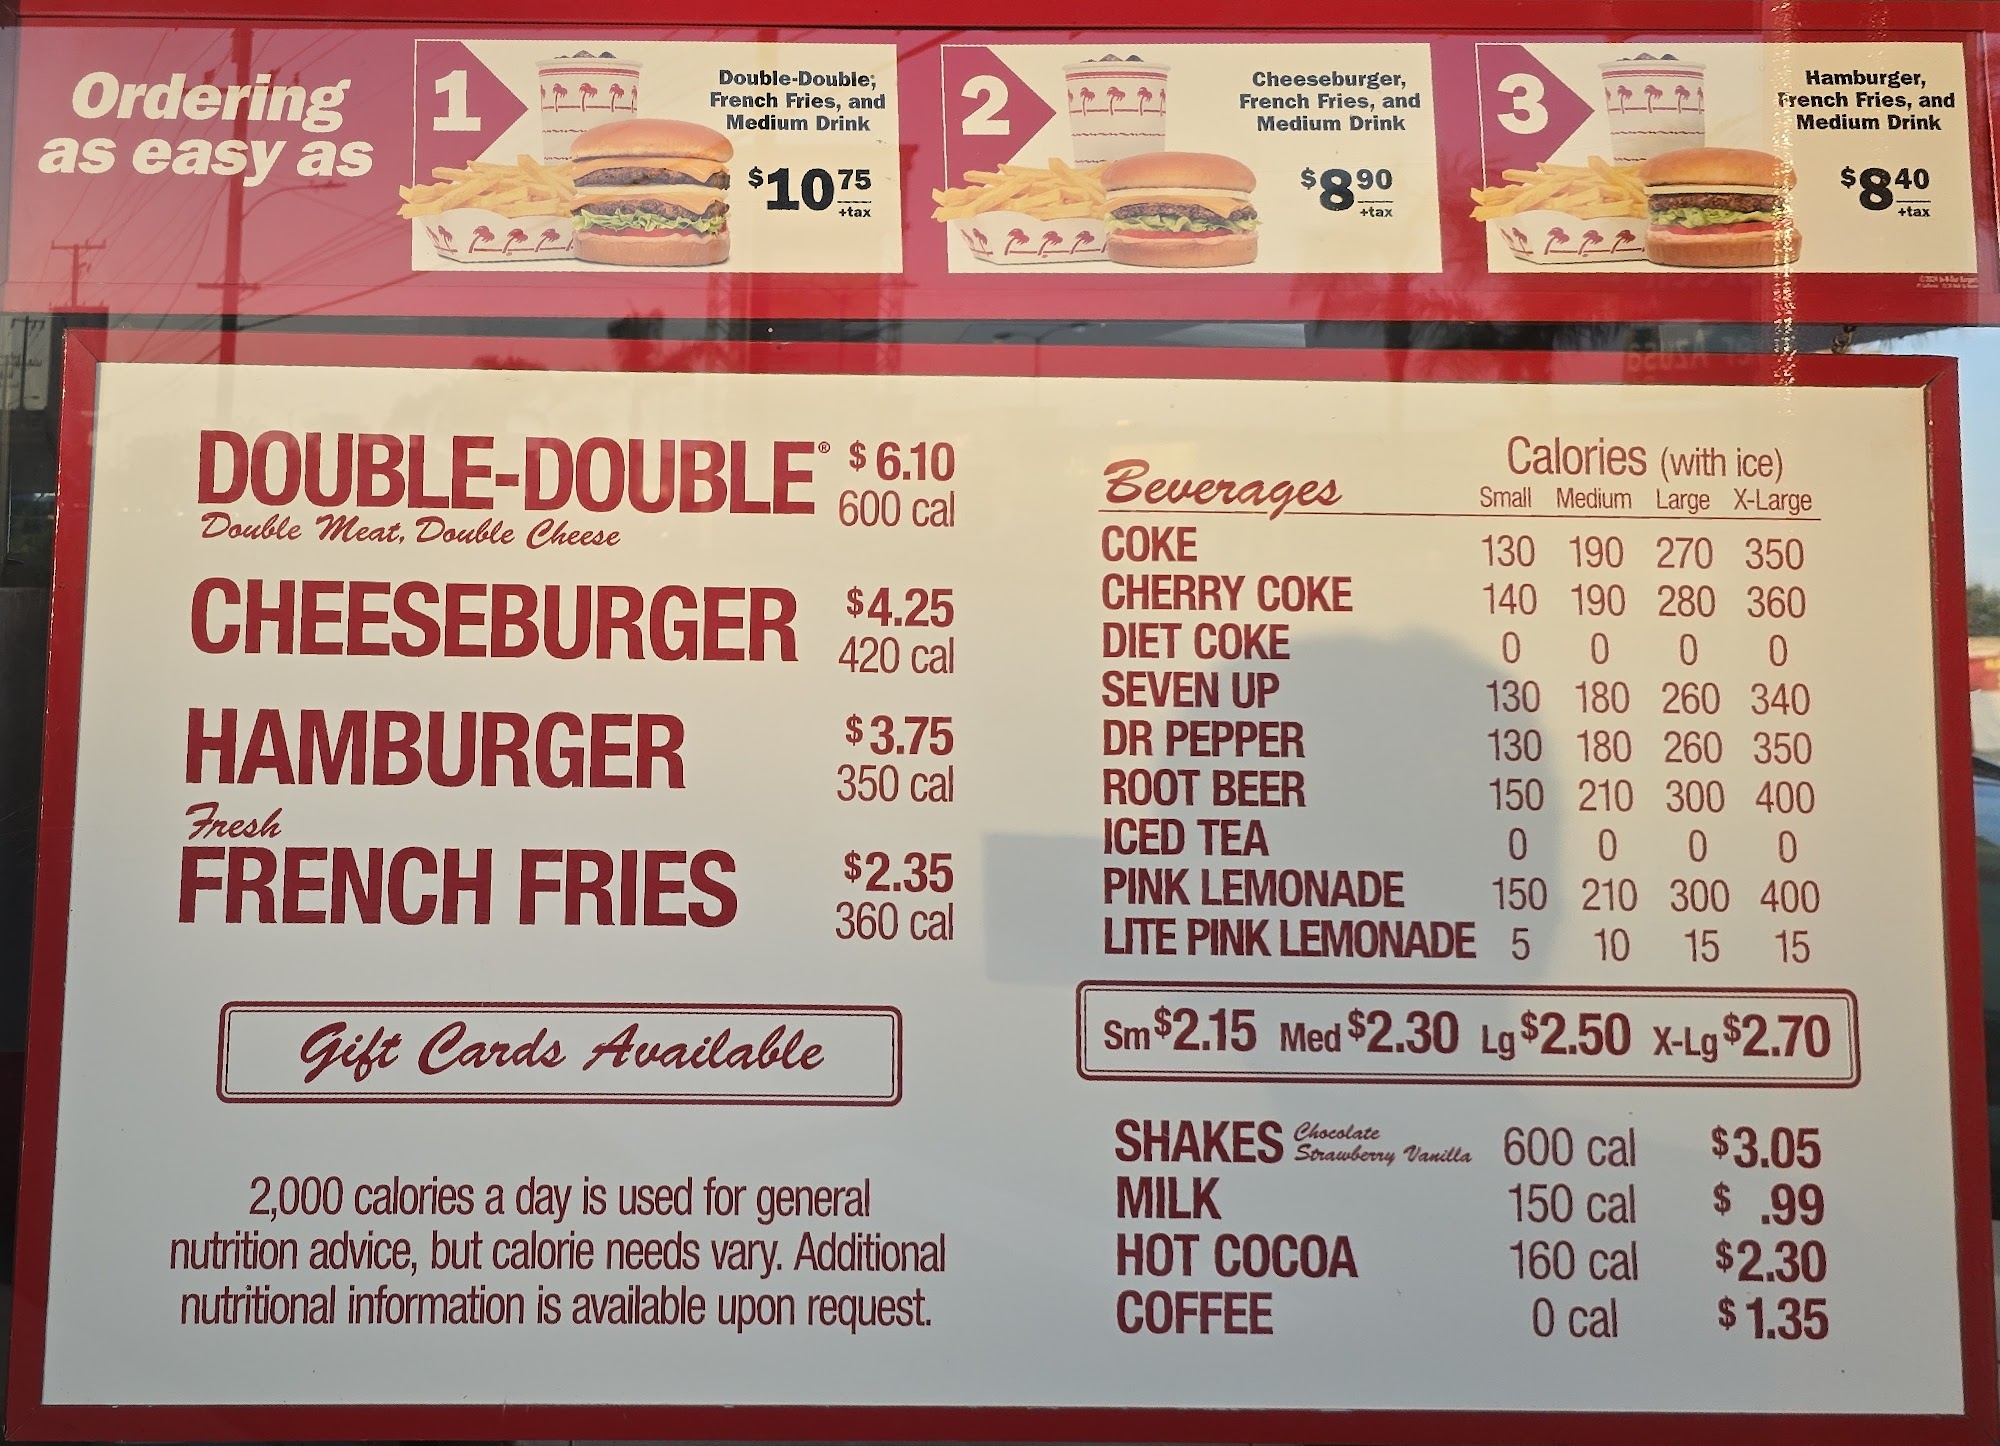 Ordering
as easy as
1
Double-Double,
French Fries, and
Medium Drink
$10 75
+tax
2
Cheeseburger,
French Fries, and
Medium Drink
$8 90
+tax
3
Hamburger,
French Fries, and
Medium Drink
$8 40
+tax
DOUBLE-DOUBLE® $6.10
Double Meat, Double Cheese 600 cal
CHEESEBURGER $4.25
420 cal
HAMBURGER $3.75
350 cal
Fresh
FRENCH FRIES $2.35
360 cal
Gift Cards Available
2,000 calories a day is used for general
nutrition advice, but calorie needs vary. Additional
nutritional information is available upon request.
Calories (with ice)
Beverages Small Medium Large X-Large
COKE 130 190 270 350
CHERRY COKE 140 190 280 360
DIET COKE 0 0 0 0
SEVEN UP 130 180 260 340
DR PEPPER 130 180 260 350
ROOT BEER 150 210 300 400
ICED TEA 0 0 0 0
PINK LEMONADE 150 210 300 400
LITE PINK LEMONADE 5 10 15 15
Sm $2.15 Med $2.30 Lg $2.50 X-Lg $2.70
SHAKES Chocolate Strawberry Vanilla 600 cal $3.05
MILK 150 cal $ .99
HOT COCOA 160 cal $2.30
COFFEE 0 cal $1.35